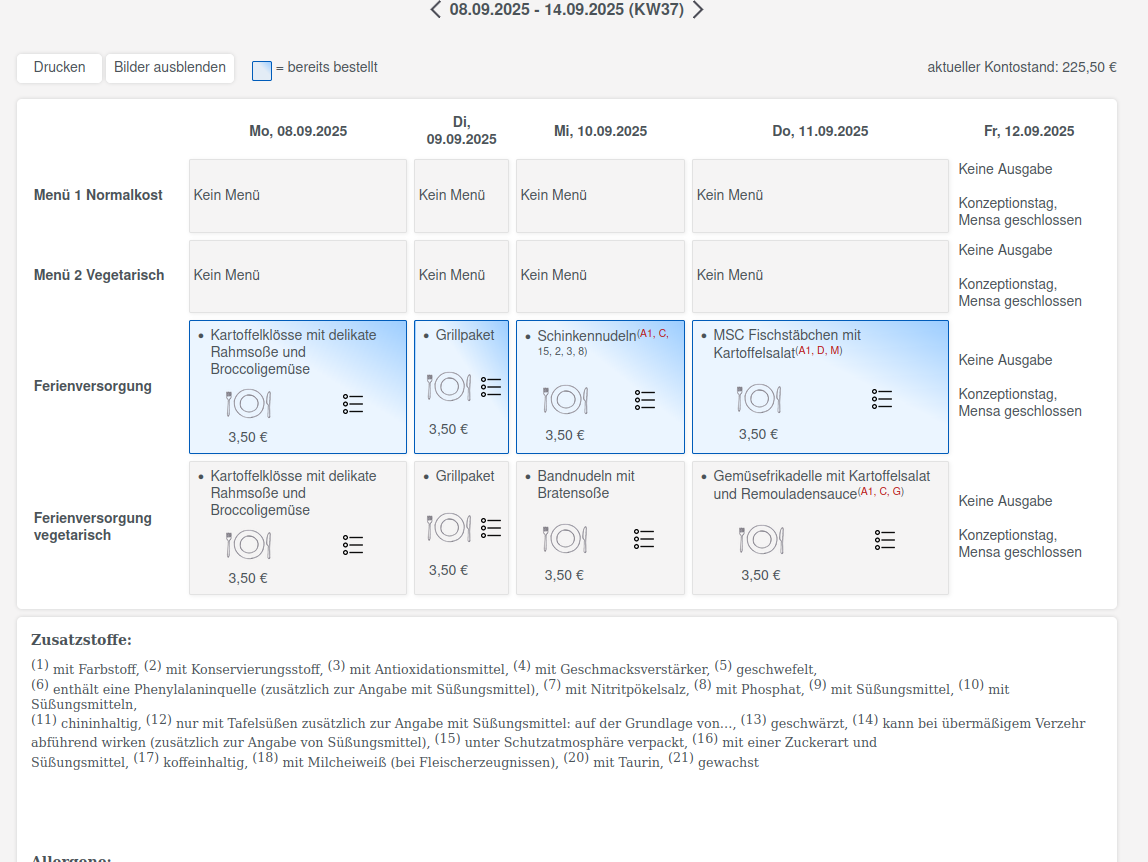 08.09.2025 - 14.09.2025 (KW37)
Drucken Bilder ausblenden = bereits bestellt aktueller Kontostand: 225,50 €
Mo, 08.09.2025 Di, 09.09.2025 Mi, 10.09.2025 Do, 11.09.2025 Fr, 12.09.2025
Menü 1 Normalkost
Kein Menü
Kein Menü
Kein Menü
Kein Menü
Keine Ausgabe
Konzeptionstag,
Mensa geschlossen
Menü 2 Vegetarisch
Kein Menü
Kein Menü
Kein Menü
Kein Menü
Keine Ausgabe
Konzeptionstag,
Mensa geschlossen
Ferienversorgung
• Kartoffelklösse mit delikate
Rahmsoße und
Broccoligemüse
3,50 €
• Grillpaket
3,50 €
• Schinkennudeln(A1, C,
15, 2, 3, 8)
3,50 €
• MSC Fischstäbchen mit
Kartoffelsalat(A1, D, M)
3,50 €
Keine Ausgabe
Konzeptionstag,
Mensa geschlossen
Ferienversorgung
vegetarisch
• Kartoffelklösse mit delikate
Rahmsoße und
Broccoligemüse
3,50 €
• Grillpaket
3,50 €
• Bandnudeln mit
Bratensoße
3,50 €
• Gemüsefrikadelle mit Kartoffelsalat
und Remouladensauce(A1, C, G)
3,50 €
Keine Ausgabe
Konzeptionstag,
Mensa geschlossen
Zusatzstoffe:
(1) mit Farbstoff, (2) mit Konservierungsstoff, (3) mit Antioxidationsmittel, (4) mit Geschmacksverstärker, (5) geschwefelt,
(6) enthält eine Phenylalaninquelle (zusätzlich zur Angabe mit Süßungsmittel), (7) mit Nitritpökelsalz, (8) mit Phosphat, (9) mit Süßungsmittel, (10) mit
Süßungsmitteln,
(11) chininhaltig, (12) nur mit Tafelsüßen zusätzlich zur Angabe mit Süßungsmittel: auf der Grundlage von..., (13) geschwärzt, (14) kann bei übermäßigem Verzehr
abführend wirken (zusätzlich zur Angabe von Süßungsmittel), (15) unter Schutzatmosphäre verpackt, (16) mit einer Zuckerart und
Süßungsmittel, (17) koffeinhaltig, (18) mit Milcheiweiß (bei Fleischerzeugnissen), (20) mit Taurin, (21) gewachst
Allergene: